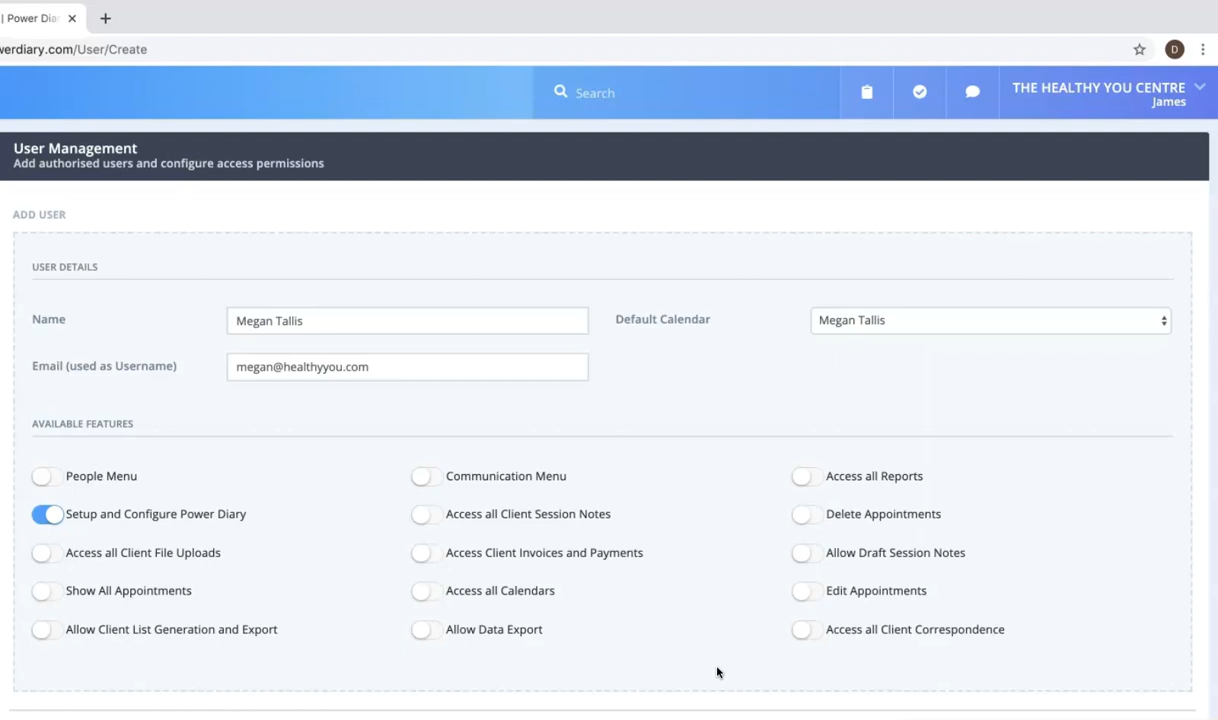 | Power Dia
werdiary.com/User/Create
D
Search
THE HEALTHY YOU CENTRE
James
User Management
Add authorised users and configure access permissions
ADD USER
USER DETAILS
Name
Megan Tallis
Default Calendar
Megan Tallis
Email (used as Username)
megan@healthyyou.com
AVAILABLE FEATURES
People Menu
Communication Menu
Access all Reports
Setup and Configure Power Diary
Access all Client Session Notes
Delete Appointments
Access all Client File Uploads
Access Client Invoices and Payments
Allow Draft Session Notes
Show All Appointments
Access all Calendars
Edit Appointments
Allow Client List Generation and Export
Allow Data Export
Access all Client Correspondence